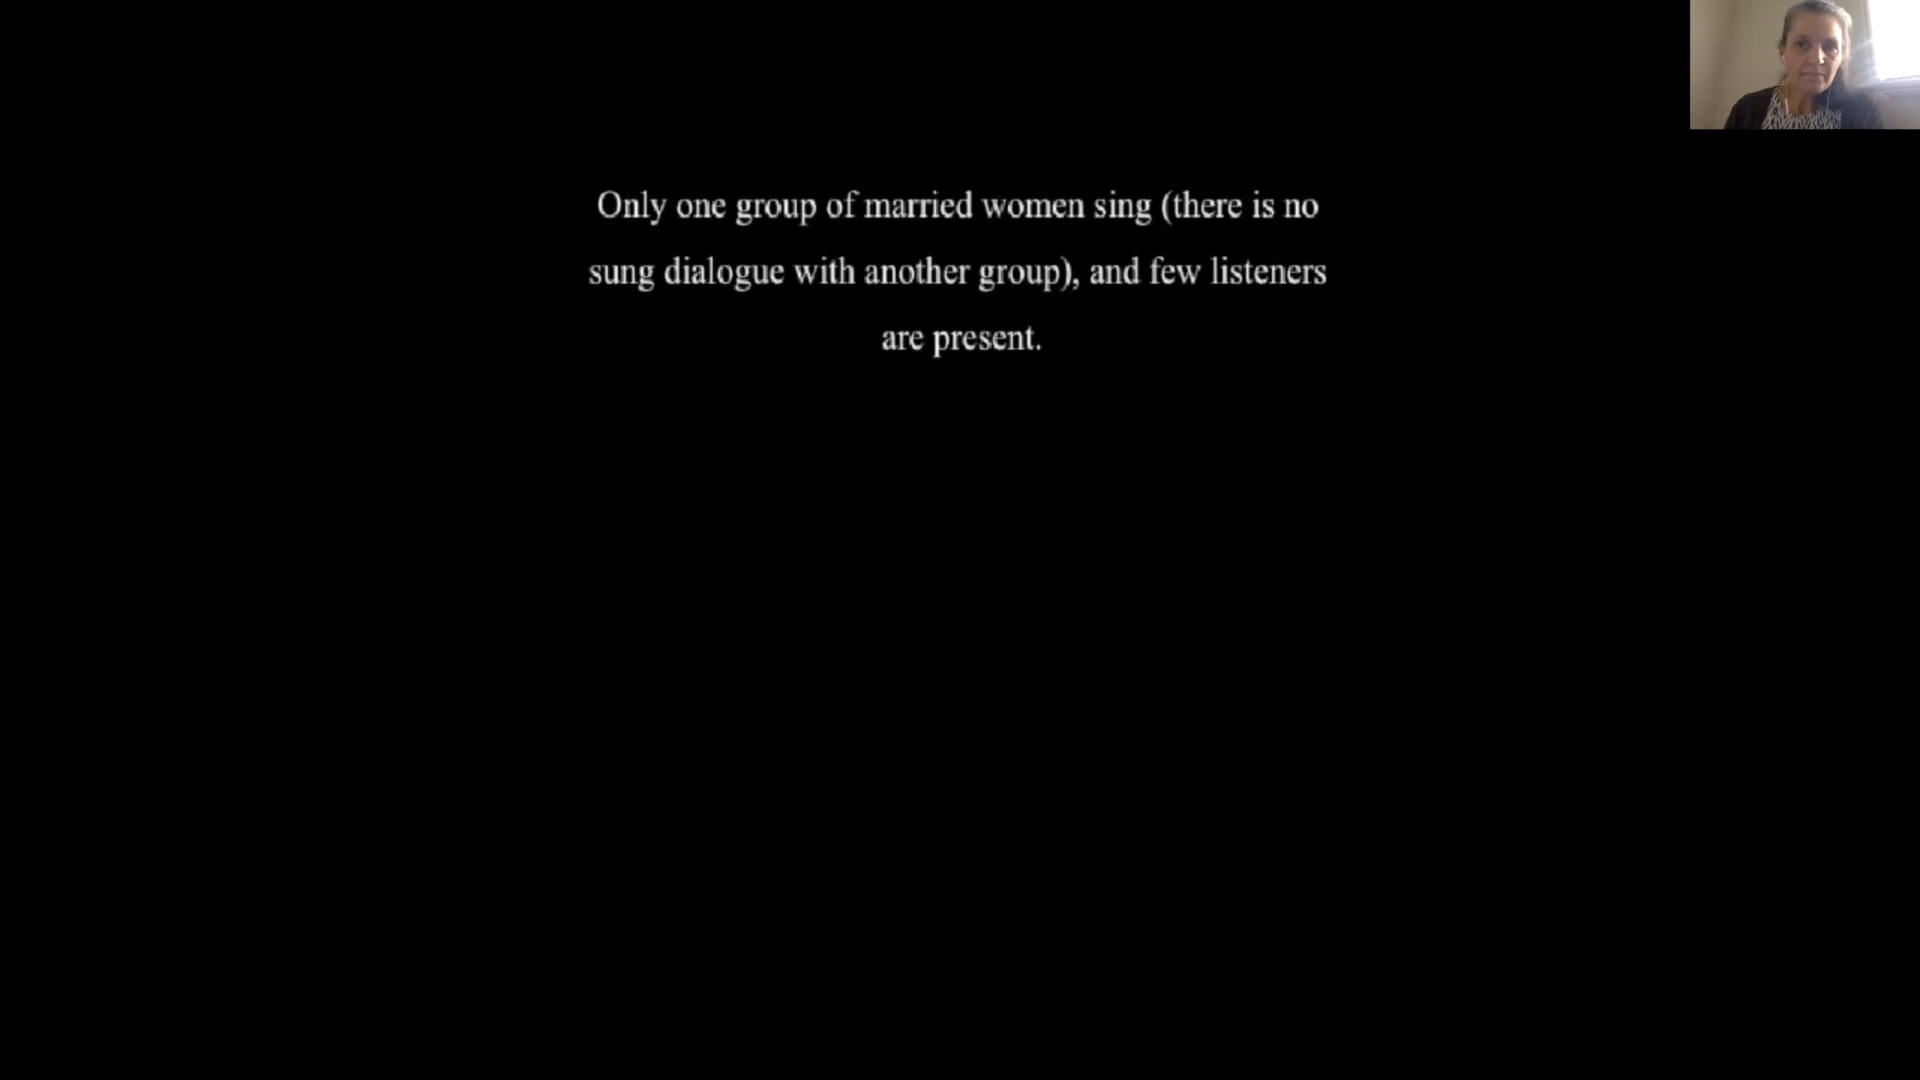 Only one group of married women sing (there is no
sung dialogue with another group), and few listeners
are present.